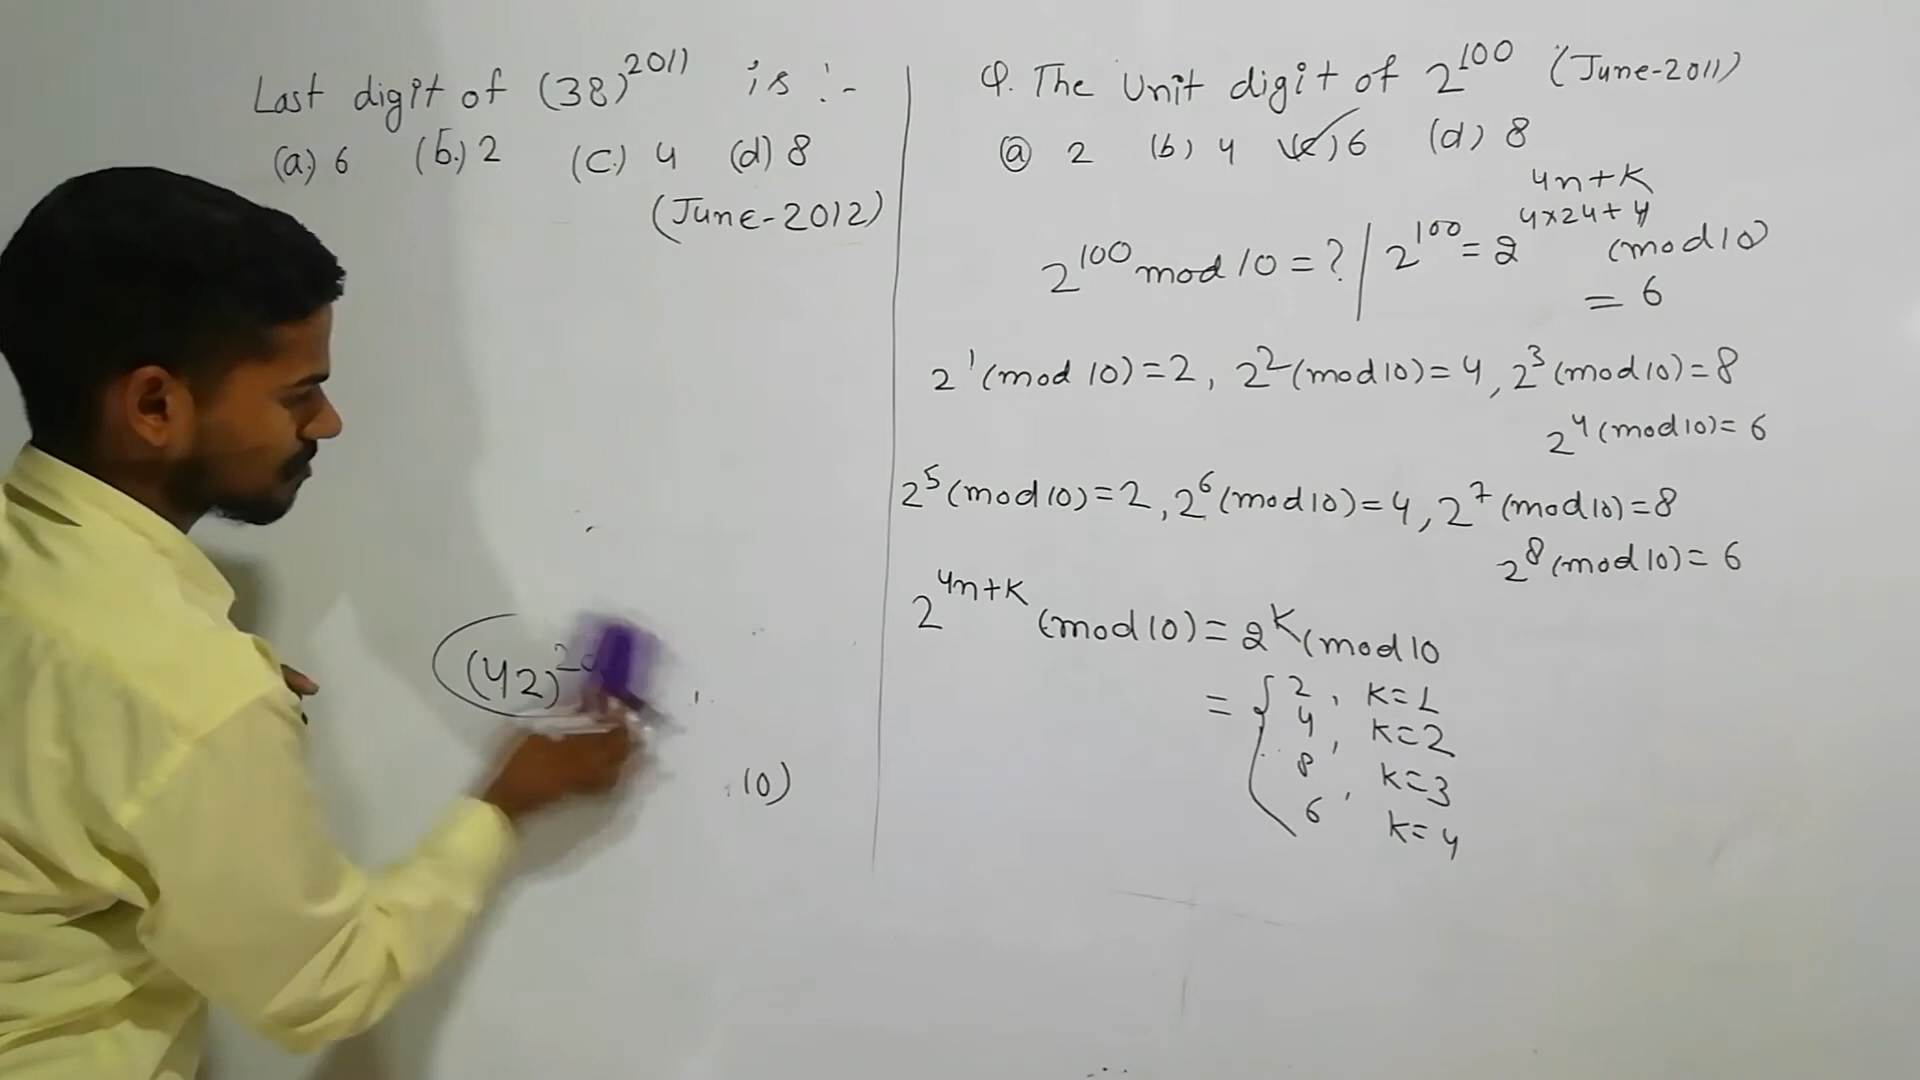 Last digit of (38)^2011 is :-
(a.) 6 (b.) 2 (c.) 4 (d) 8
(June-2012)
(42)^2
10)
Q. The Unit digit of 2^100 (June-2011)
(a) 2 (b) 4 (c) 6 (d) 8
4n+k
2^100 mod 10 = ? | 2^100 = 2^4×24+4 (mod 10)
= 6
2^1 (mod 10) = 2, 2^2 (mod 10) = 4, 2^3 (mod 10) = 8
2^4 (mod 10) = 6
2^5 (mod 10) = 2, 2^6 (mod 10) = 4, 2^7 (mod 10) = 8
2^8 (mod 10) = 6
2^4n+k (mod 10) = 2^k (mod 10
= { 2, k=1
4, k=2
8, k=3
6, k=4